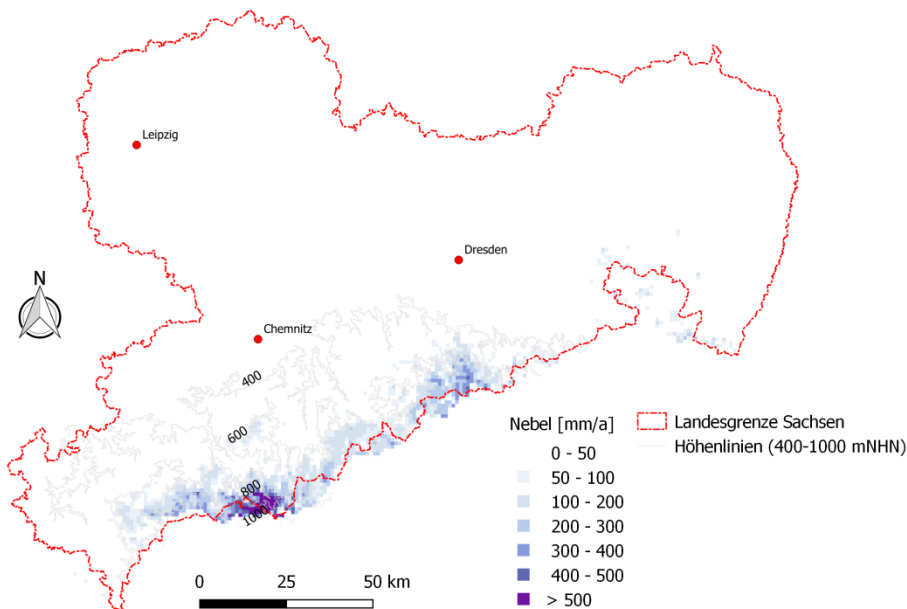 Leipzig
Dresden
N
Chemnitz
400
600
800
1000
Nebel [mm/a]
0 - 50
50 - 100
100 - 200
200 - 300
300 - 400
400 - 500
> 500
Landesgrenze Sachsen
Höhenlinien (400-1000 mNHN)
0 25 50 km